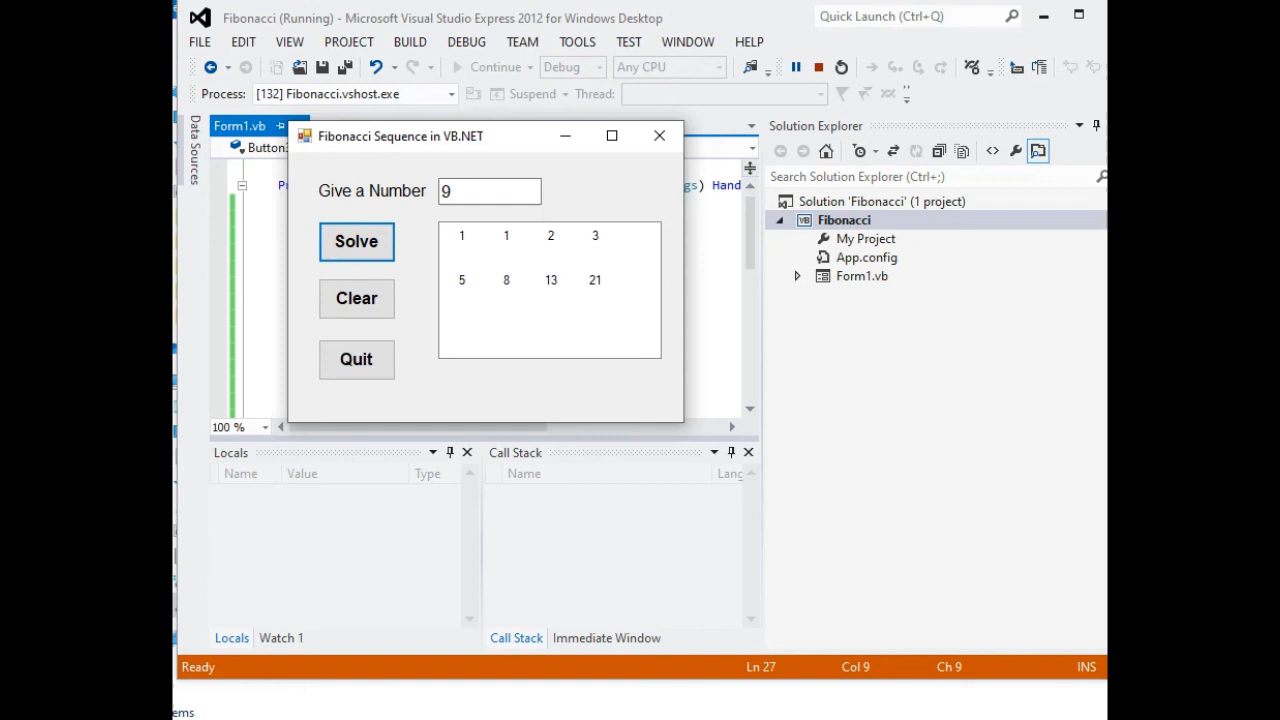 Fibonacci (Running) - Microsoft Visual Studio Express 2012 for Windows Desktop
Quick Launch (Ctrl+Q)
FILE EDIT VIEW PROJECT BUILD DEBUG TEAM TOOLS TEST WINDOW HELP
Continue Debug Any CPU
Process: [132] Fibonacci.vshost.exe Suspend Thread:
Data Sources
Form1.vb
Button3
gs) Hand
Fibonacci Sequence in VB.NET
Give a Number 9
Solve
Clear
Quit
1 1 2 3
5 8 13 21
100 %
Solution Explorer
Search Solution Explorer (Ctrl+;)
Solution 'Fibonacci' (1 project)
VB Fibonacci
My Project
App.config
Form1.vb
Locals
Name Value Type
Locals Watch 1
Call Stack
Name Lang
Call Stack Immediate Window
Ready Ln 27 Col 9 Ch 9 INS
ems